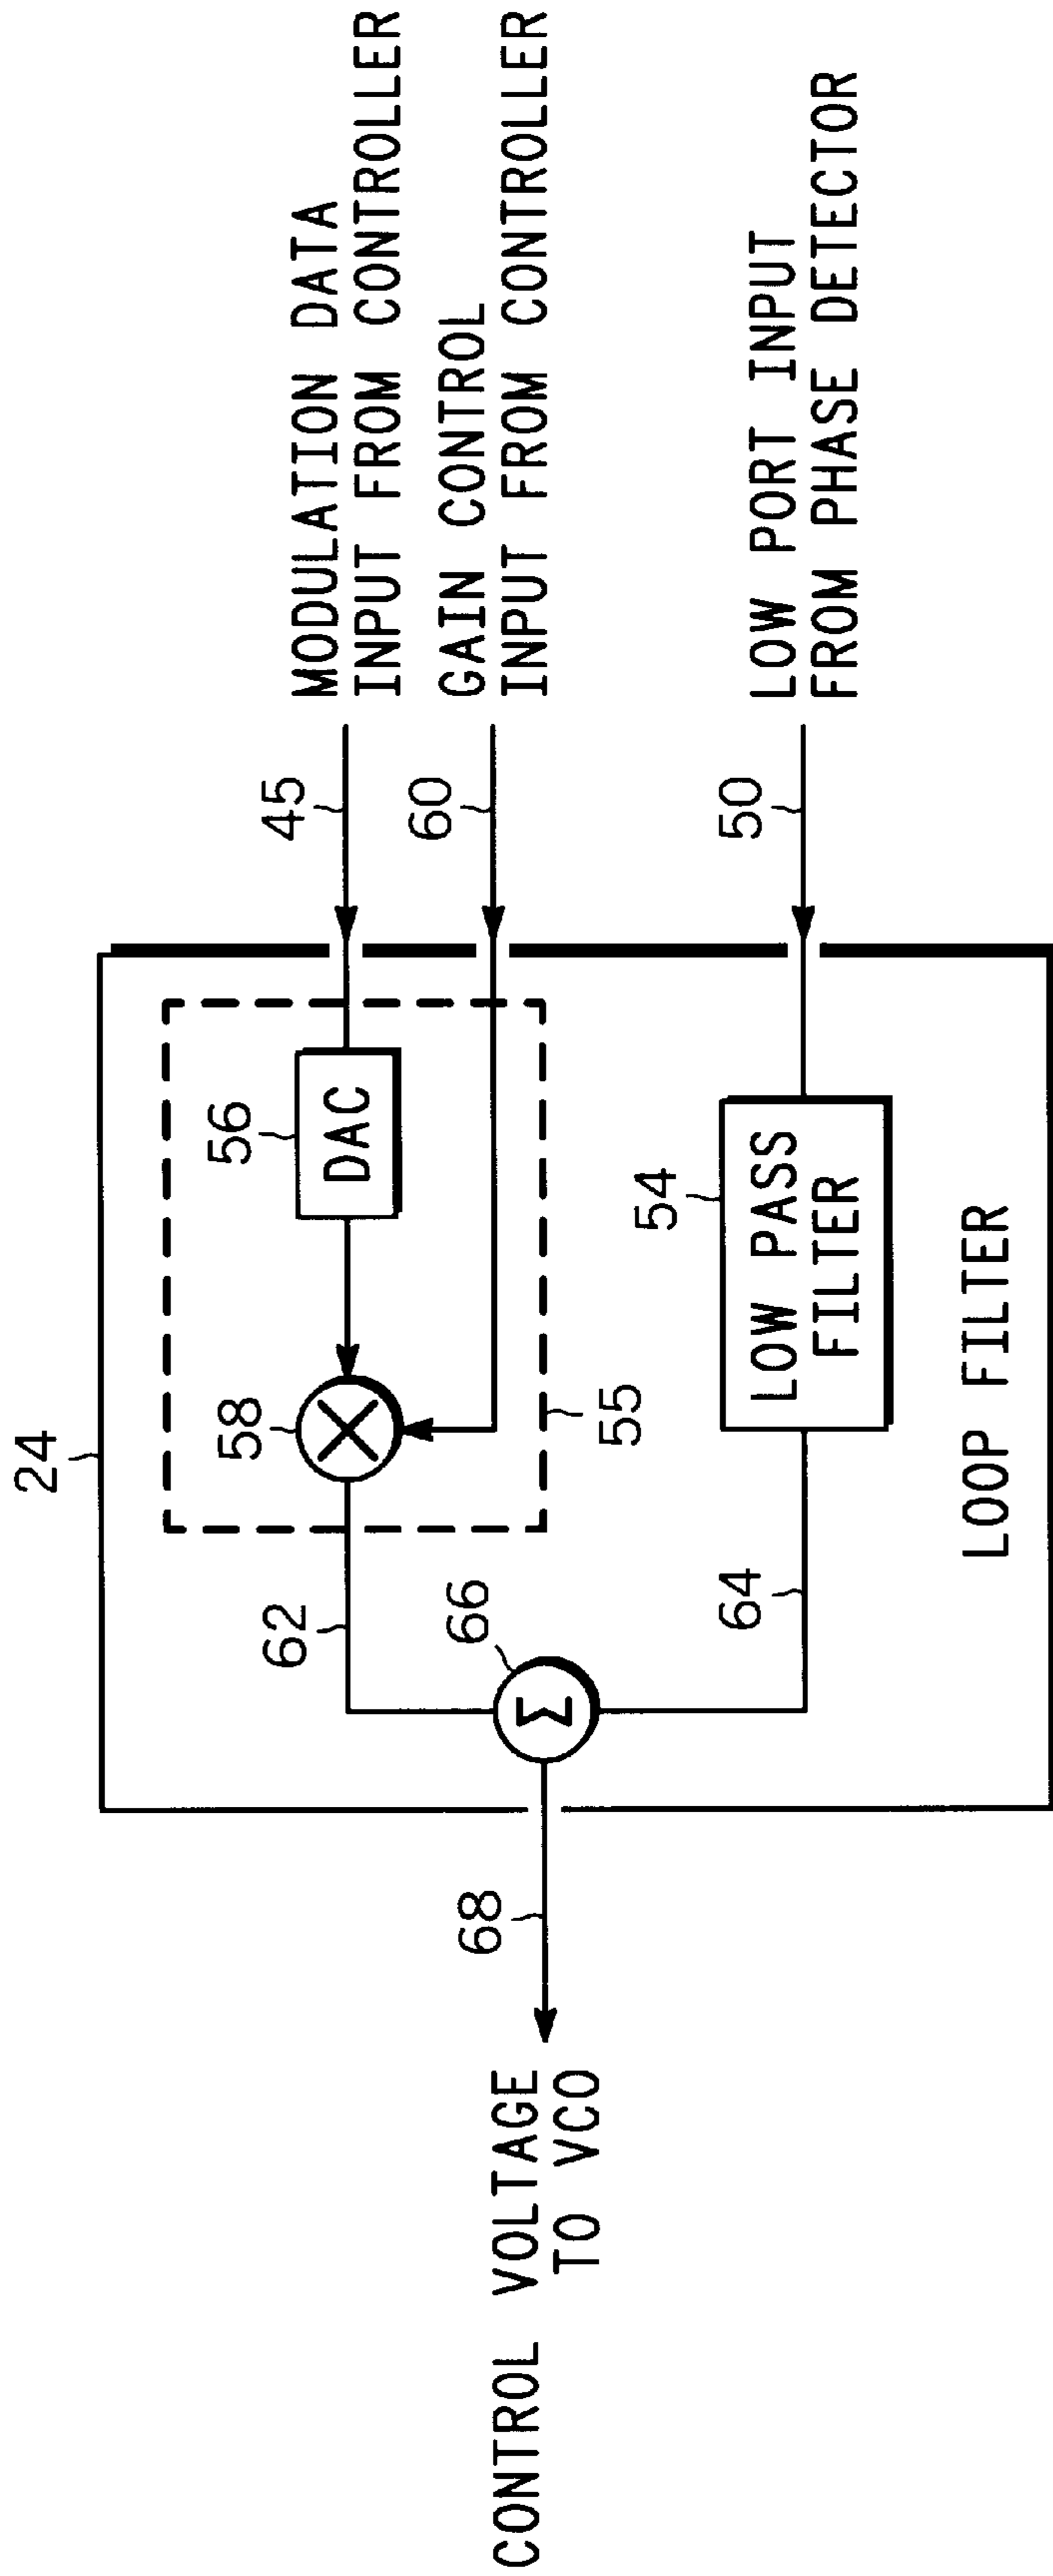 24
CONTROL VOLTAGE
TO VCO
68
62
66
64
58
55
56
DAC
54
LOW PASS
FILTER
LOOP FILTER
45
60
50
MODULATION DATA
INPUT FROM CONTROLLER
GAIN CONTROL
INPUT FROM CONTROLLER
LOW PORT INPUT
FROM PHASE DETECTOR
Σ